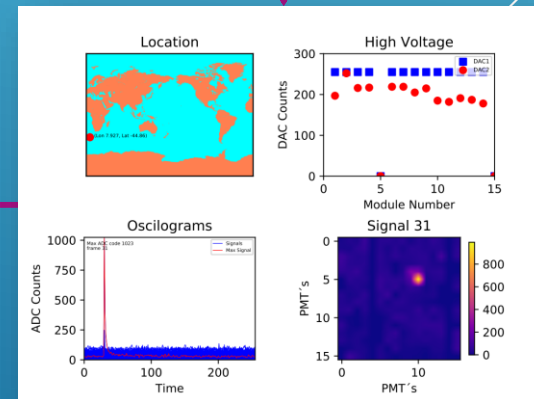 Location
Lon 7.927, Lat -44.861
High Voltage
DAC Counts
300
200
100
0
DAC1
DAC2
0
5
10
15
Module Number
Oscilograms
ADC Counts
1000
750
500
250
0
Max ADC code 1023
frame 31
Signals
Max Signal
0
100
200
Time
Signal 31
PMT´s
0
5
10
15
0
10
PMT´s
800
600
400
200
0